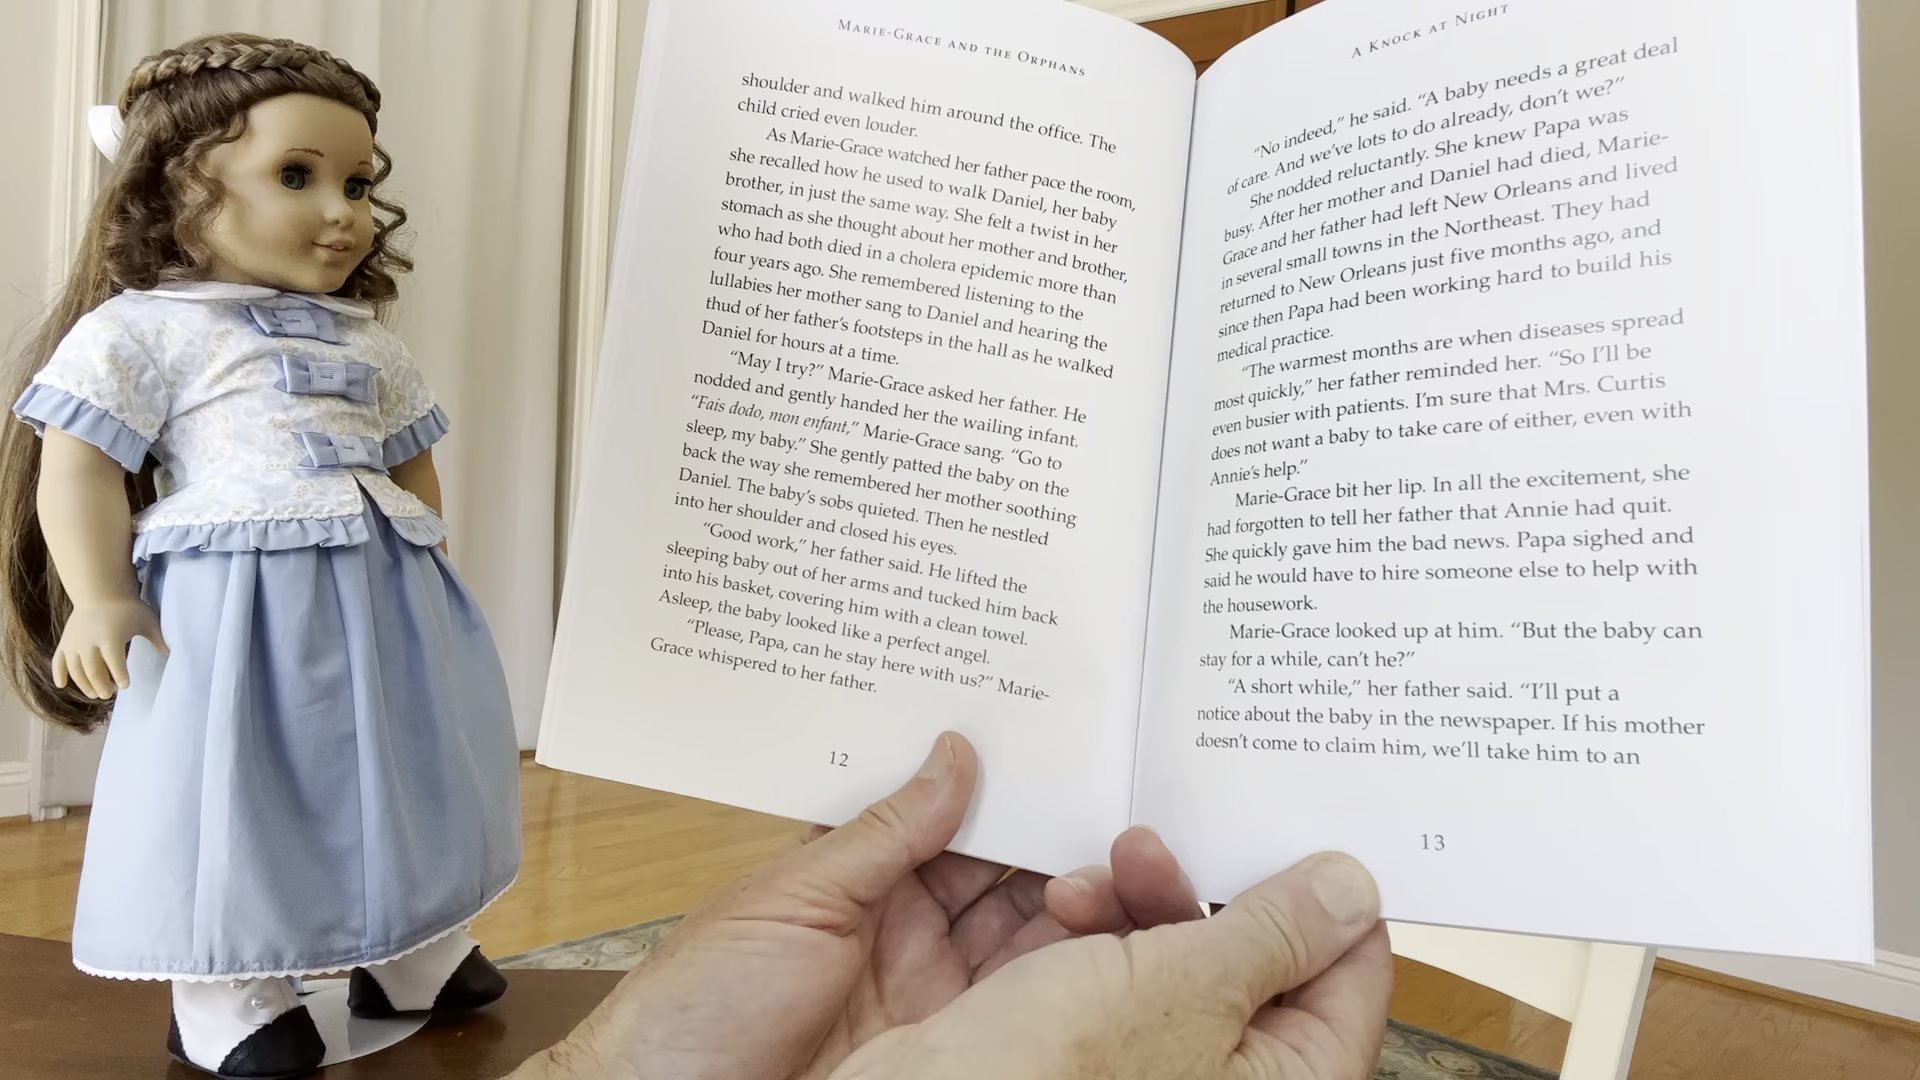 MARIE-GRACE AND THE ORPHANS
shoulder and walked him around the office. The
child cried even louder.
As Marie-Grace watched her father pace the room,
she recalled how he used to walk Daniel, her baby
brother, in just the same way. She felt a twist in her
stomach as she thought about her mother and brother,
who had both died in a cholera epidemic more than
four years ago. She remembered listening to the
lullabies her mother sang to Daniel and hearing the
thud of her father's footsteps in the hall as he walked
Daniel for hours at a time.
“May I try?” Marie-Grace asked her father. He
nodded and gently handed her the wailing infant.
“Fais dodo, mon enfant,” Marie-Grace sang. “Go to
sleep, my baby.” She gently patted the baby on the
back the way she remembered her mother soothing
Daniel. The baby's sobs quieted. Then he nestled
into her shoulder and closed his eyes.
“Good work,” her father said. He lifted the
sleeping baby out of her arms and tucked him back
into his basket, covering him with a clean towel.
Asleep, the baby looked like a perfect angel.
“Please, Papa, can he stay here with us?” Marie-
Grace whispered to her father.
12
A KNOCK AT NIGHT
“No indeed,” he said. “A baby needs a great deal
of care. And we've lots to do already, don't we?”
She nodded reluctantly. She knew Papa was
busy. After her mother and Daniel had died, Marie-
Grace and her father had left New Orleans and lived
in several small towns in the Northeast. They had
returned to New Orleans just five months ago, and
since then Papa had been working hard to build his
medical practice.
“The warmest months are when diseases spread
most quickly,” her father reminded her. “So I'll be
even busier with patients. I'm sure that Mrs. Curtis
does not want a baby to take care of either, even with
Annie's help.”
Marie-Grace bit her lip. In all the excitement, she
had forgotten to tell her father that Annie had quit.
She quickly gave him the bad news. Papa sighed and
said he would have to hire someone else to help with
the housework.
Marie-Grace looked up at him. “But the baby can
stay for a while, can't he?”
“A short while,” her father said. “I'll put a
notice about the baby in the newspaper. If his mother
doesn't come to claim him, we'll take him to an
13